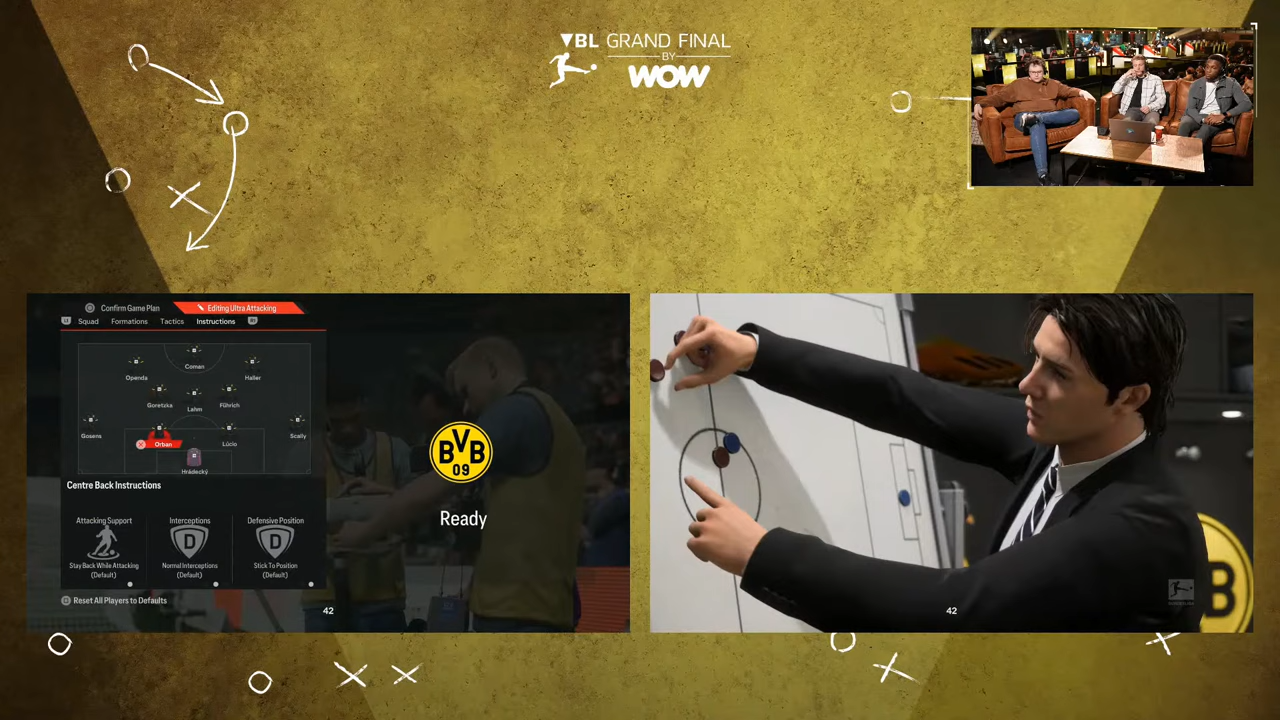 VBL GRAND FINAL
BY
WOW
Confirm Game Plan
Editing Ultra Attacking
Squad
Formations
Tactics
Instructions
Coman
Openda
Haller
Goretzka
Lahm
Führich
Gosens
Orban
Lúcio
Scally
Hrádecký
Centre Back Instructions
Attacking Support
Stay Back While Attacking
(Default)
Interceptions
D
Normal Interceptions
(Default)
Defensive Position
D
Stick To Position
(Default)
Reset All Players to Defaults
42
BVB
09
Ready
42
B